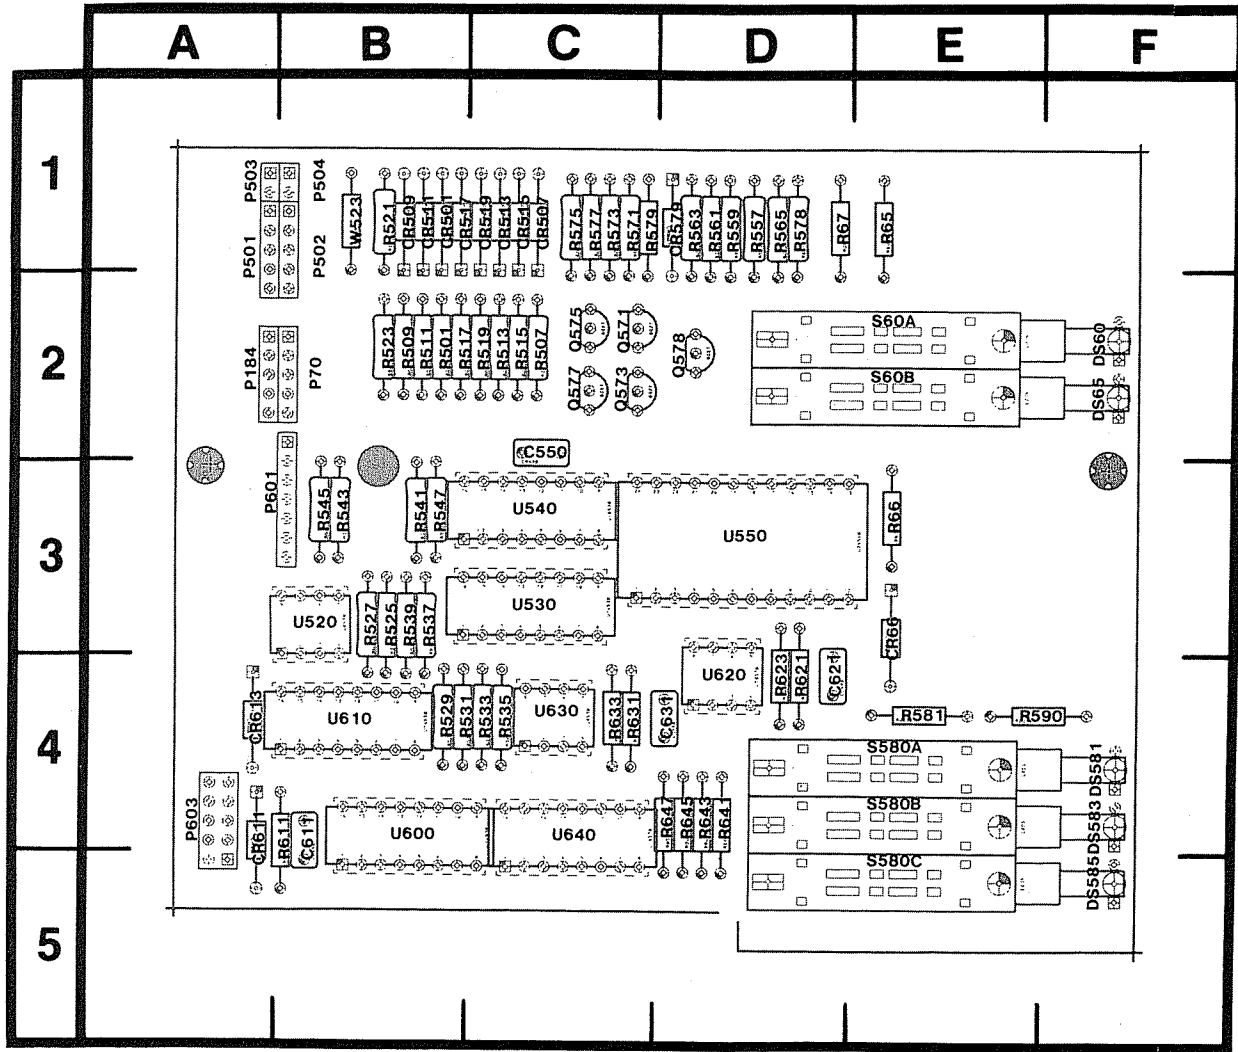 A B C D E F
1
P503 P504 W523 R521 CR509 CR511 CR501 CR517 CR519 CR513 CR515 CR507 R575 R577 R573 R571 R579 CR579 R563 R561 R559 R557 R565 R578 R67 R65
P501 P502
2
P184 P70 R523 R509 R511 R501 R517 R519 R513 R515 R507 Q575 Q571 Q578 S60A DS60
Q577 Q573 S60B DS65
C550
3
P601 R545 R543 R541 R547 U540 U550 R66
U520 R527 R525 R539 R537 U530 CR66
4
CR613 U610 R529 R531 R533 R535 U630 R633 R631 C631 U620 R623 R621 C621 R581 R590
S580A DS581
P603 CR611 R611 C611 U600 U640 R647 R645 R643 R641 S580B DS583
S580C DS585
5